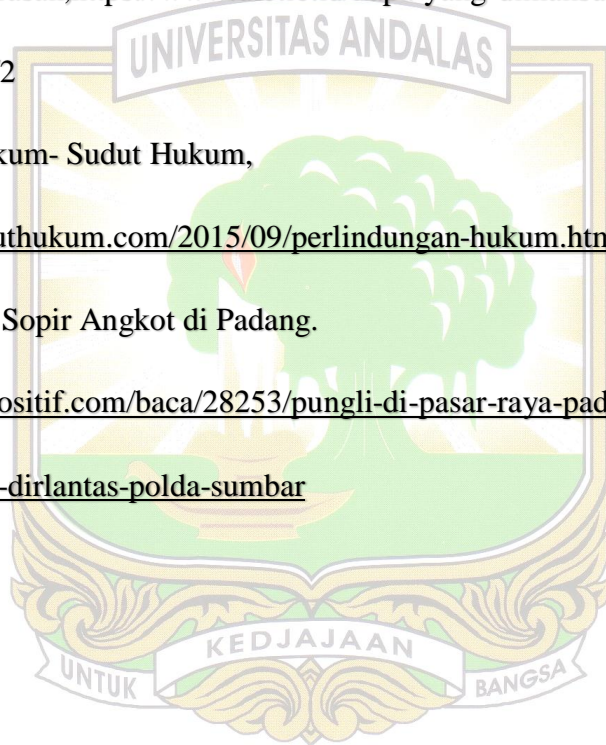 UNIVERSITAS ANDALAS
/2
kum- Sudut Hukum,
uthukum.com/2015/09/perlindungan-hukum.htm
Sopir Angkot di Padang.
ositif.com/baca/28253/pungli-di-pasar-raya-pad
-dirlantas-polda-sumbar
UNTUK KEDJAJAAN BANGSA